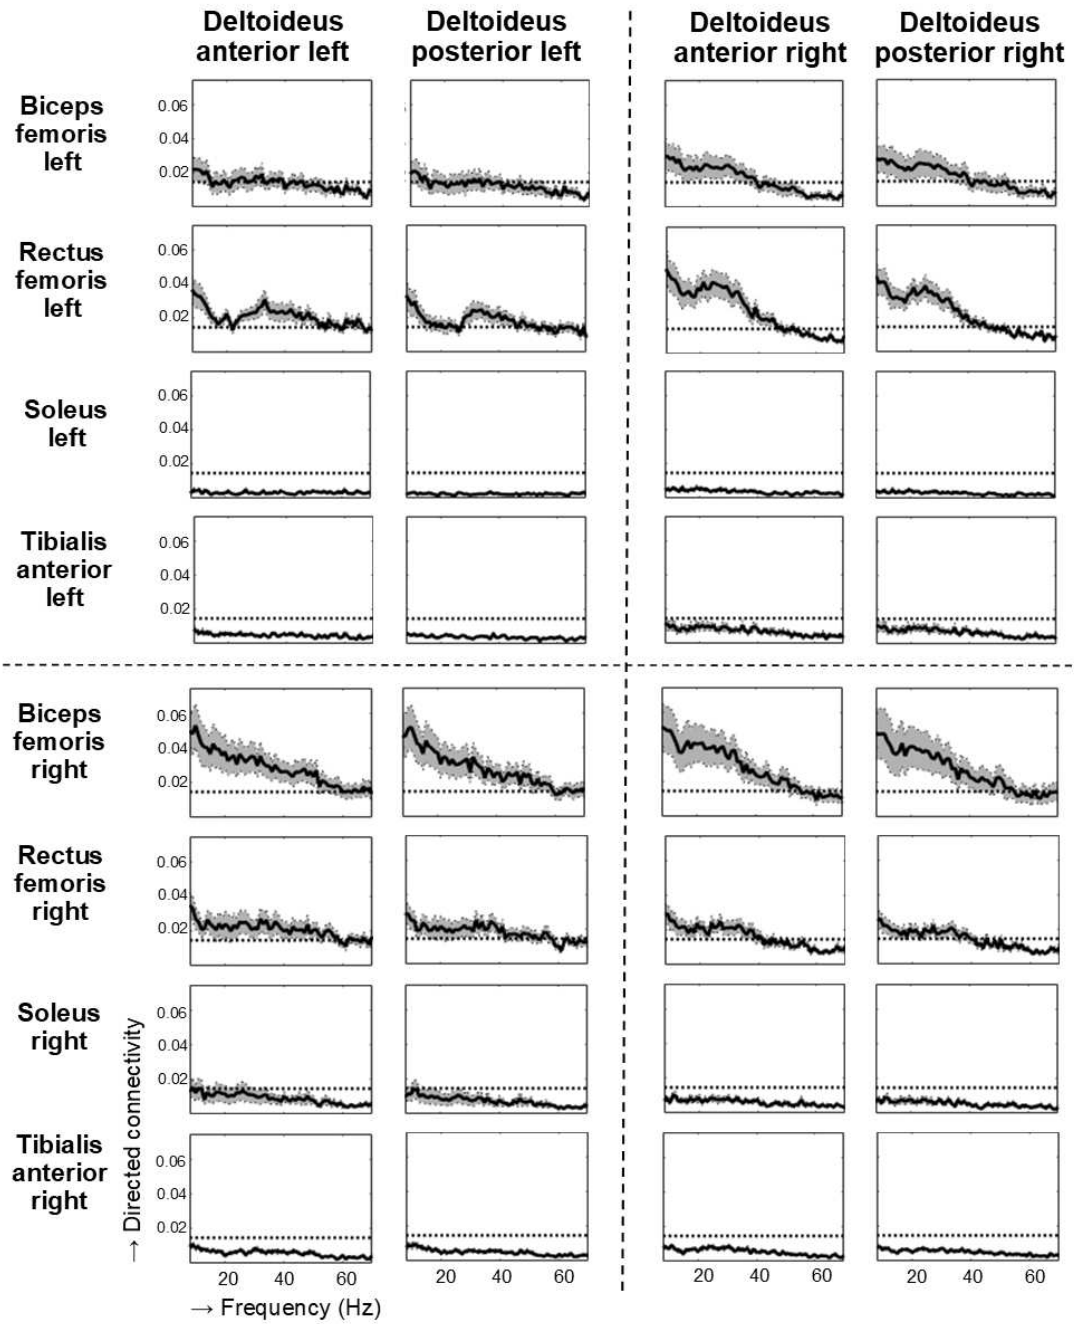 Deltoideus
anterior left
Deltoideus
posterior left
Deltoideus
anterior right
Deltoideus
posterior right
Biceps
femoris
left
0.06
0.04
0.02
Rectus
femoris
left
0.06
0.04
0.02
Soleus
left
0.06
0.04
0.02
Tibialis
anterior
left
0.06
0.04
0.02
Biceps
femoris
right
0.06
0.04
0.02
Rectus
femoris
right
0.06
0.04
0.02
Soleus
right
0.06
0.04
0.02
Tibialis
anterior
right
0.06
0.04
0.02
→ Directed connectivity
20 40 60
20 40 60
20 40 60
20 40 60
→ Frequency (Hz)